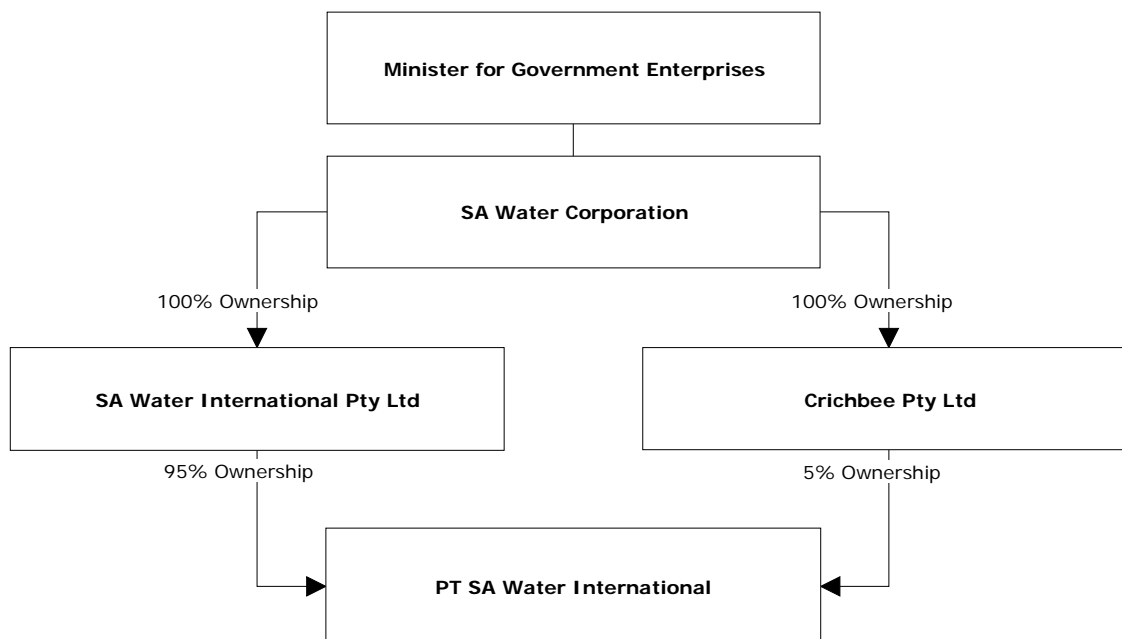 Minister for Government Enterprises
SA Water Corporation
100% Ownership
100% Ownership
SA Water International Pty Ltd
Crichbee Pty Ltd
95% Ownership
5% Ownership
PT SA Water International